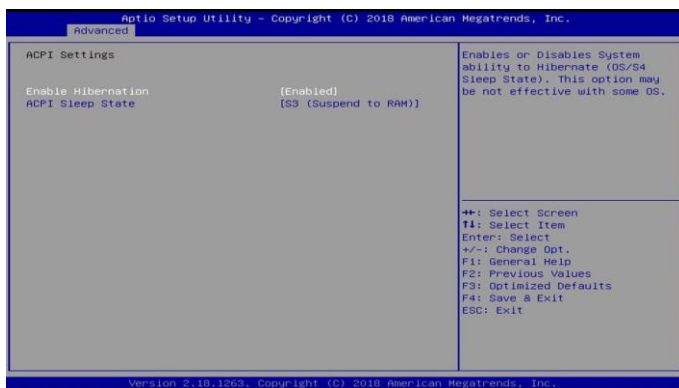 Aptio Setup Utility – Copyright (C) 2018 American Megatrends, Inc.
Advanced
ACPI Settings
Enable Hibernation [Enabled]
ACPI Sleep State [S3 (Suspend to RAM)]
Enables or Disables System
ability to Hibernate (OS/S4
Sleep State). This option may
be not effective with some OS.
→←: Select Screen
↑↓: Select Item
Enter: Select
+/-: Change Opt.
F1: General Help
F2: Previous Values
F3: Optimized Defaults
F4: Save & Exit
ESC: Exit
Version 2.18.1263. Copyright (C) 2018 American Megatrends, Inc.